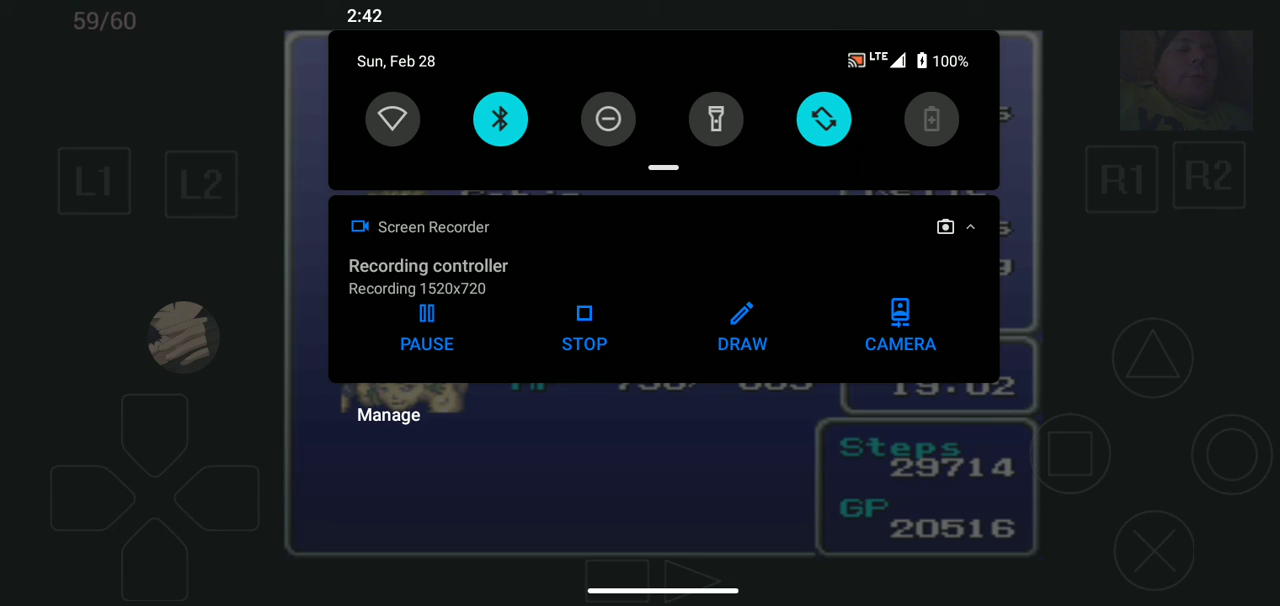 59/60
2:42
Sun, Feb 28
LTE
100%
L1
L2
R1
R2
Screen Recorder
Recording controller
Recording 1520x720
PAUSE
STOP
DRAW
CAMERA
19:02
Manage
Steps
29714
GP
20516